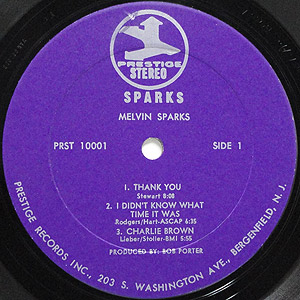 PRESTIGE
STEREO
SPARKS
MELVIN SPARKS
PRST 10001
SIDE 1
1. THANK YOU
Stewart 8:08
2. I DIDN'T KNOW WHAT
TIME IT WAS
Rodgers/Hart-ASCAP 6:35
3. CHARLIE BROWN
Lieber/Stoller-BMI 5:55
PRODUCED BY: BOB PORTER
PRESTIGE RECORDS INC., 203 S. WASHINGTON AVE., BERGENFIELD, N. J.